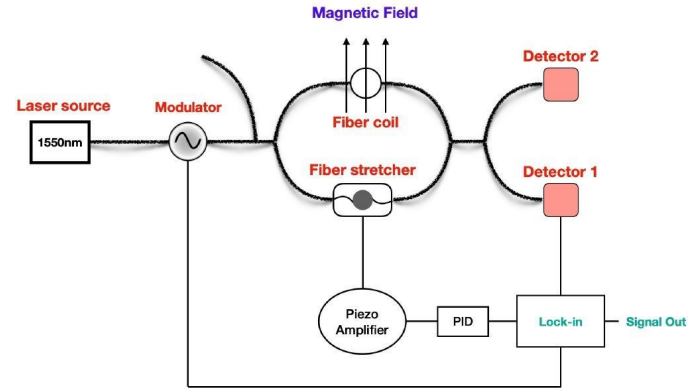 Magnetic Field
Detector 2
Laser source
Modulator
1550nm
Fiber coil
Fiber stretcher
Detector 1
Piezo
Amplifier
PID
Lock-in
Signal Out